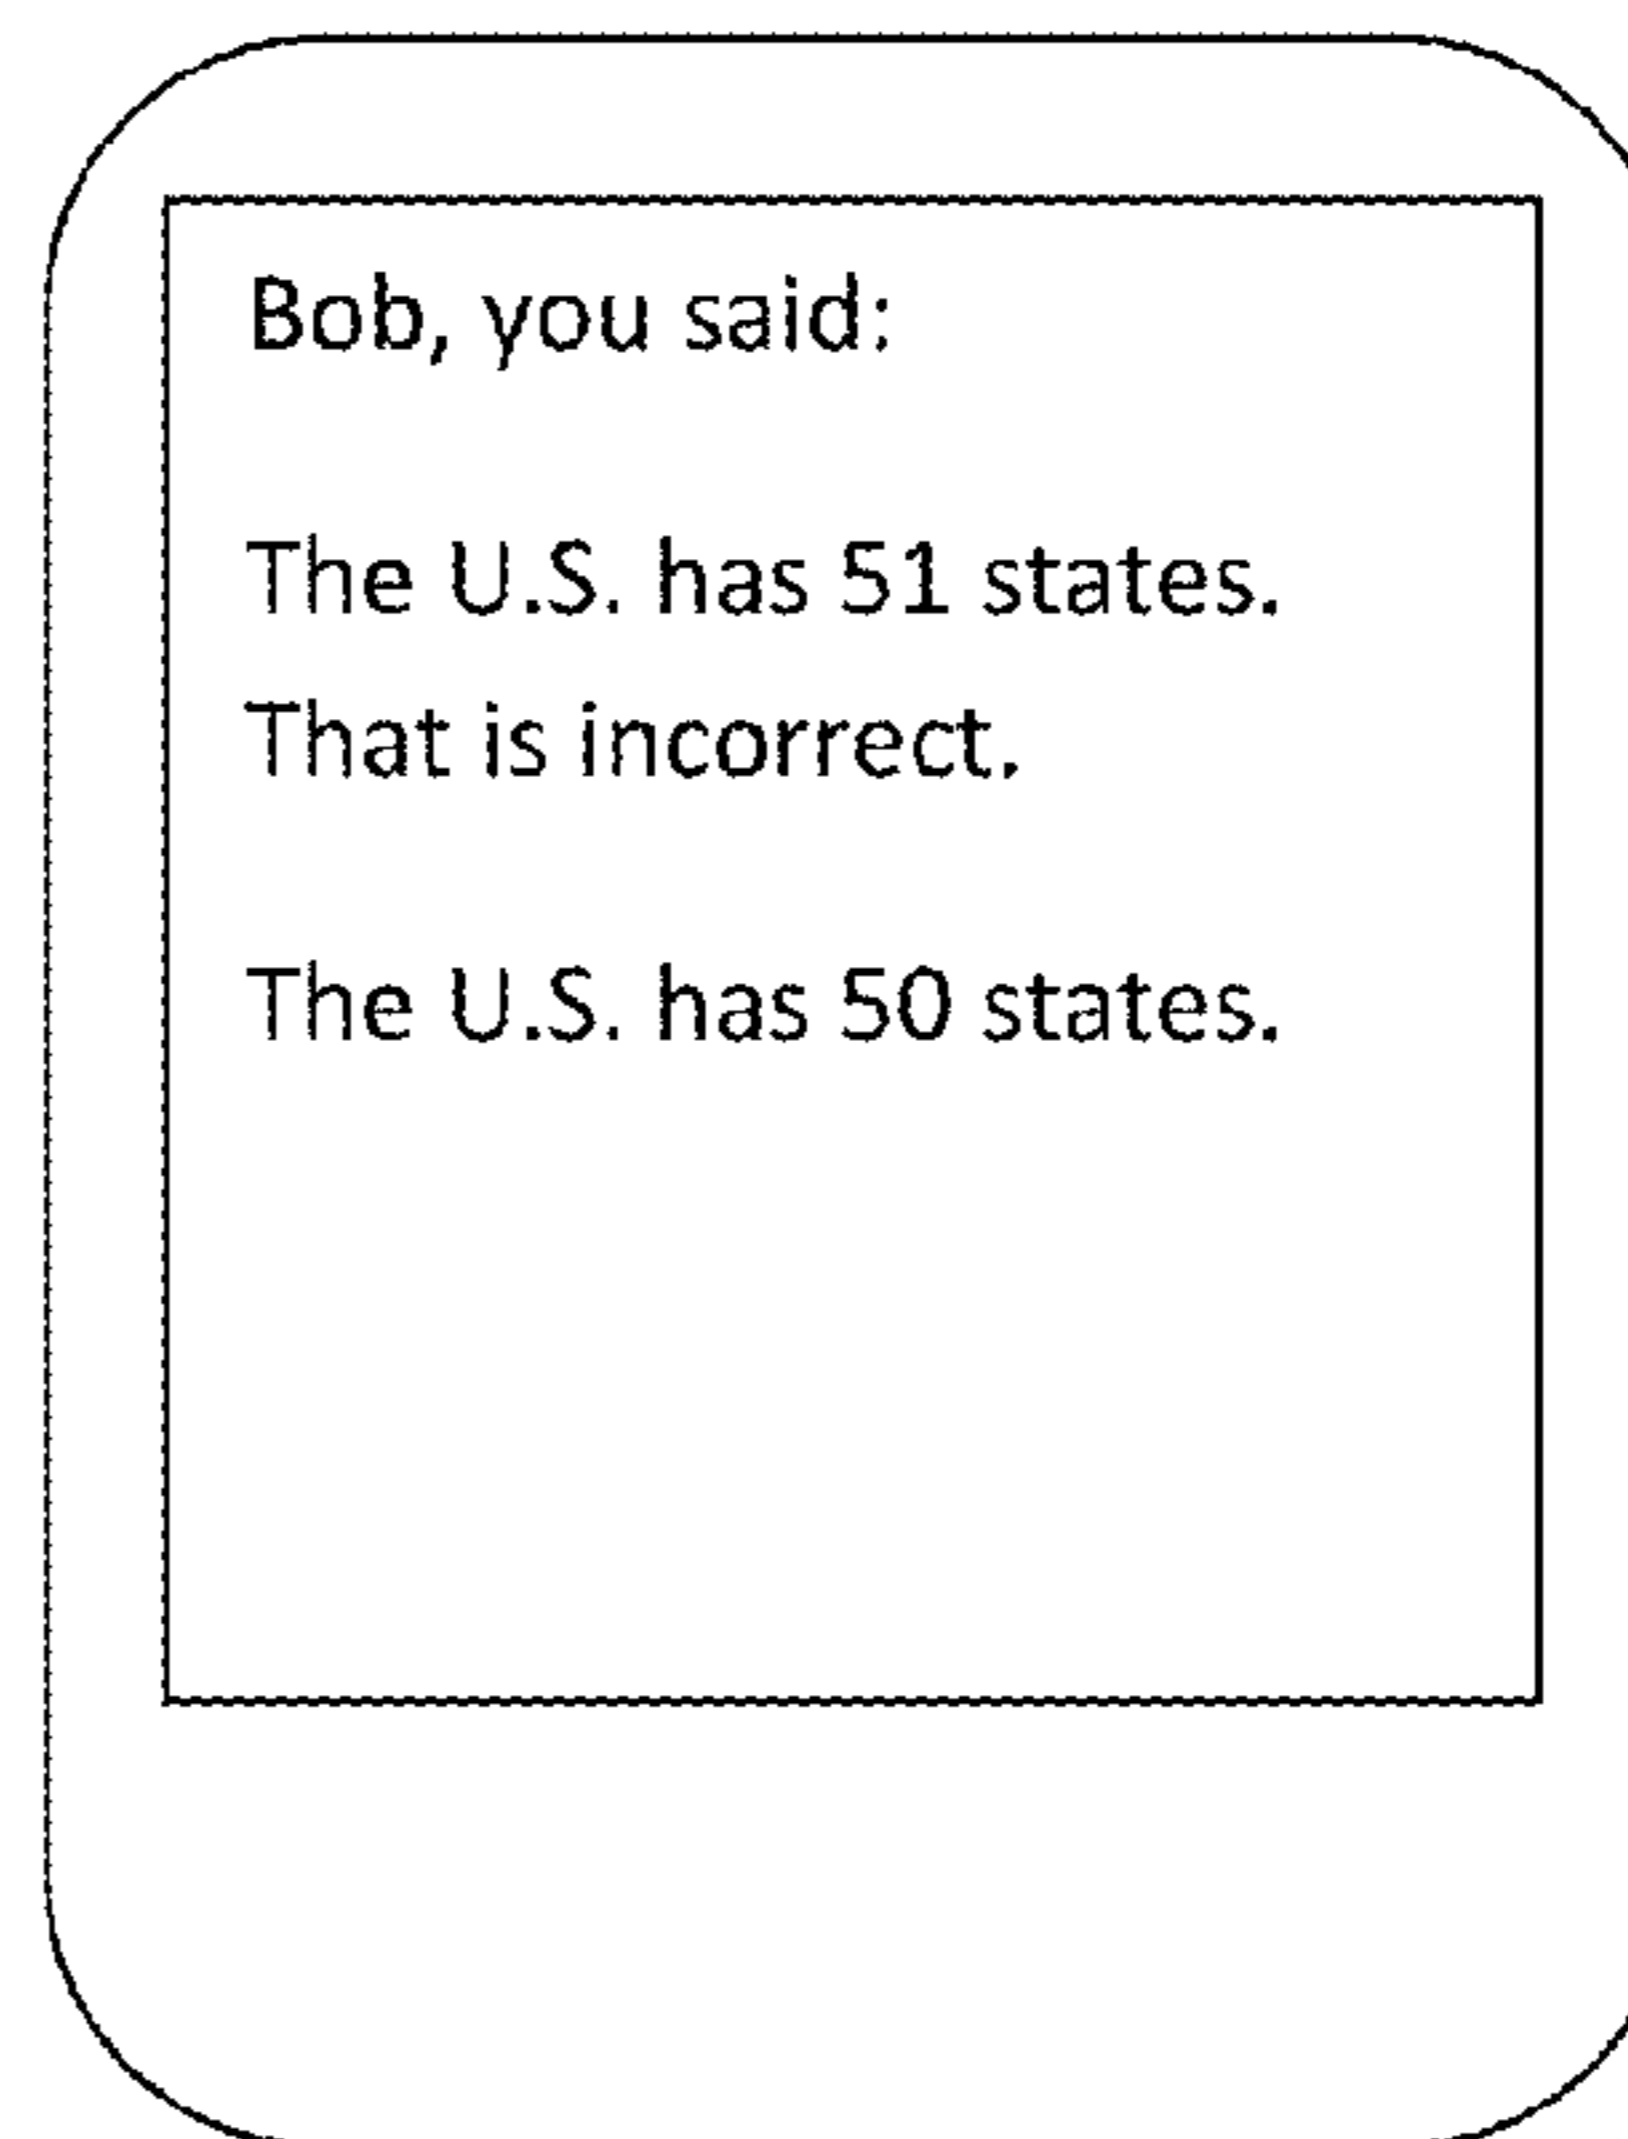 Bob, you said:
The U.S. has 51 states.
That is incorrect.
The U.S. has 50 states.